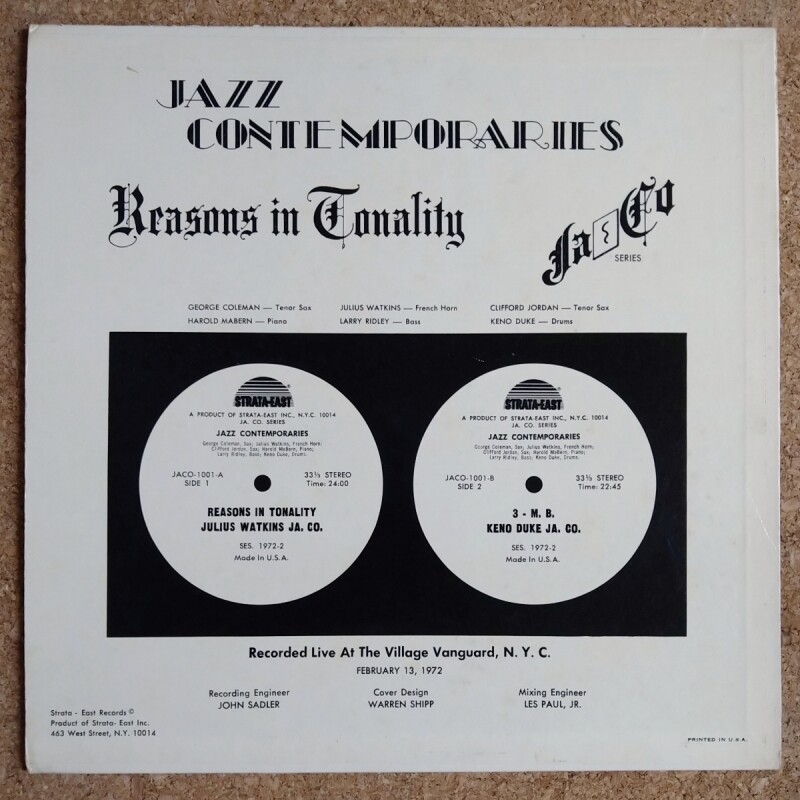 JAZZ
CONTEMPORARIES
Reasons in Tonality
Ja Co
SERIES
GEORGE COLEMAN — Tenor Sax JULIUS WATKINS — French Horn CLIFFORD JORDAN — Tenor Sax
HAROLD MABERN — Piano LARRY RIDLEY — Bass KENO DUKE — Drums
STRATA-EAST®
A PRODUCT OF STRATA-EAST INC., N.Y.C. 10014
JA. CO. SERIES
JAZZ CONTEMPORARIES
George Coleman, Sax; Julius Watkins, French Horn;
Clifford Jordan, Sax; Harold Mabern, Piano;
Larry Ridley, Bass; Keno Duke, Drums.
JACO-1001-A 33⅓ STEREO
SIDE 1 Time: 24:00
REASONS IN TONALITY
JULIUS WATKINS JA. CO.
SES. 1972-2
Made in U.S.A.
STRATA-EAST®
A PRODUCT OF STRATA-EAST INC., N.Y.C. 10014
JA. CO. SERIES
JAZZ CONTEMPORARIES
George Coleman, Sax; Julius Watkins, French Horn;
Clifford Jordan, Sax; Harold Mabern, Piano;
Larry Ridley, Bass; Keno Duke, Drums.
JACO-1001-B 33⅓ STEREO
SIDE 2 Time: 22:45
3 - M. B.
KENO DUKE JA. CO.
SES. 1972-2
Made in U.S.A.
Recorded Live At The Village Vanguard, N. Y. C.
FEBRUARY 13, 1972
Recording Engineer Cover Design Mixing Engineer
JOHN SADLER WARREN SHIPP LES PAUL, JR.
Strata - East Records ©
Product of Strata- East Inc.
463 West Street, N.Y. 10014
PRINTED IN U.S.A.